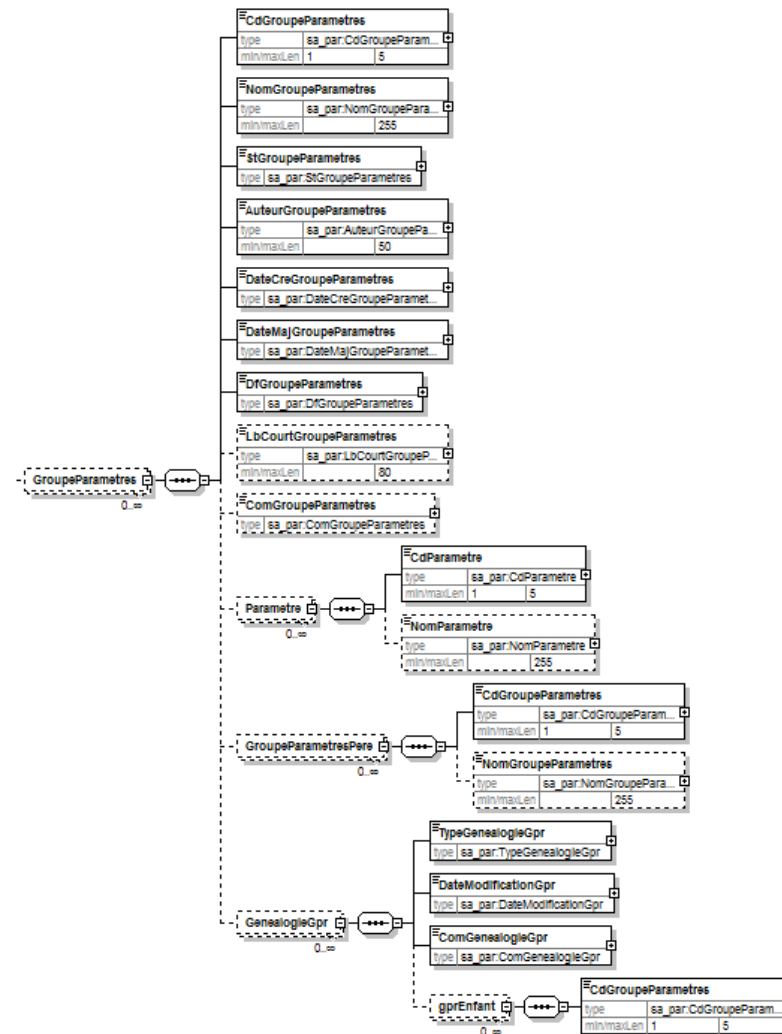 CdGroupeParametres
type sa_par:CdGroupeParam...
min/maxLen 1 5
NomGroupeParametres
type sa_par:NomGroupePara...
min/maxLen 255
StGroupeParametres
type sa_par:StGroupeParametres
AuteurGroupeParametres
type sa_par:AuteurGroupePa...
min/maxLen 50
DateCreGroupeParametres
type sa_par:DateCreGroupeParamet...
DateMajGroupeParametres
type sa_par:DateMajGroupeParamet...
DfGroupeParametres
type sa_par:DfGroupeParametres
LbCourtGroupeParametres
type sa_par:LbCourtGroupeP...
min/maxLen 80
GroupeParametres
0..∞
ComGroupeParametres
type sa_par:ComGroupeParametres
CdParametre
type sa_par:CdParametre
min/maxLen 1 5
Parametre
0..∞
NomParametre
type sa_par:NomParametre
min/maxLen 255
CdGroupeParametres
type sa_par:CdGroupeParam...
min/maxLen 1 5
GroupeParametresPere
0..∞
NomGroupeParametres
type sa_par:NomGroupePara...
min/maxLen 255
TypeGenealogieGpr
type sa_par:TypeGenealogieGpr
DateModificationGpr
type sa_par:DateModificationGpr
GenealogieGpr
0..∞
ComGenealogieGpr
type sa_par:ComGenealogieGpr
CdGroupeParametres
type sa_par:CdGroupeParam...
min/maxLen 1 5
gprEnfant
0..∞